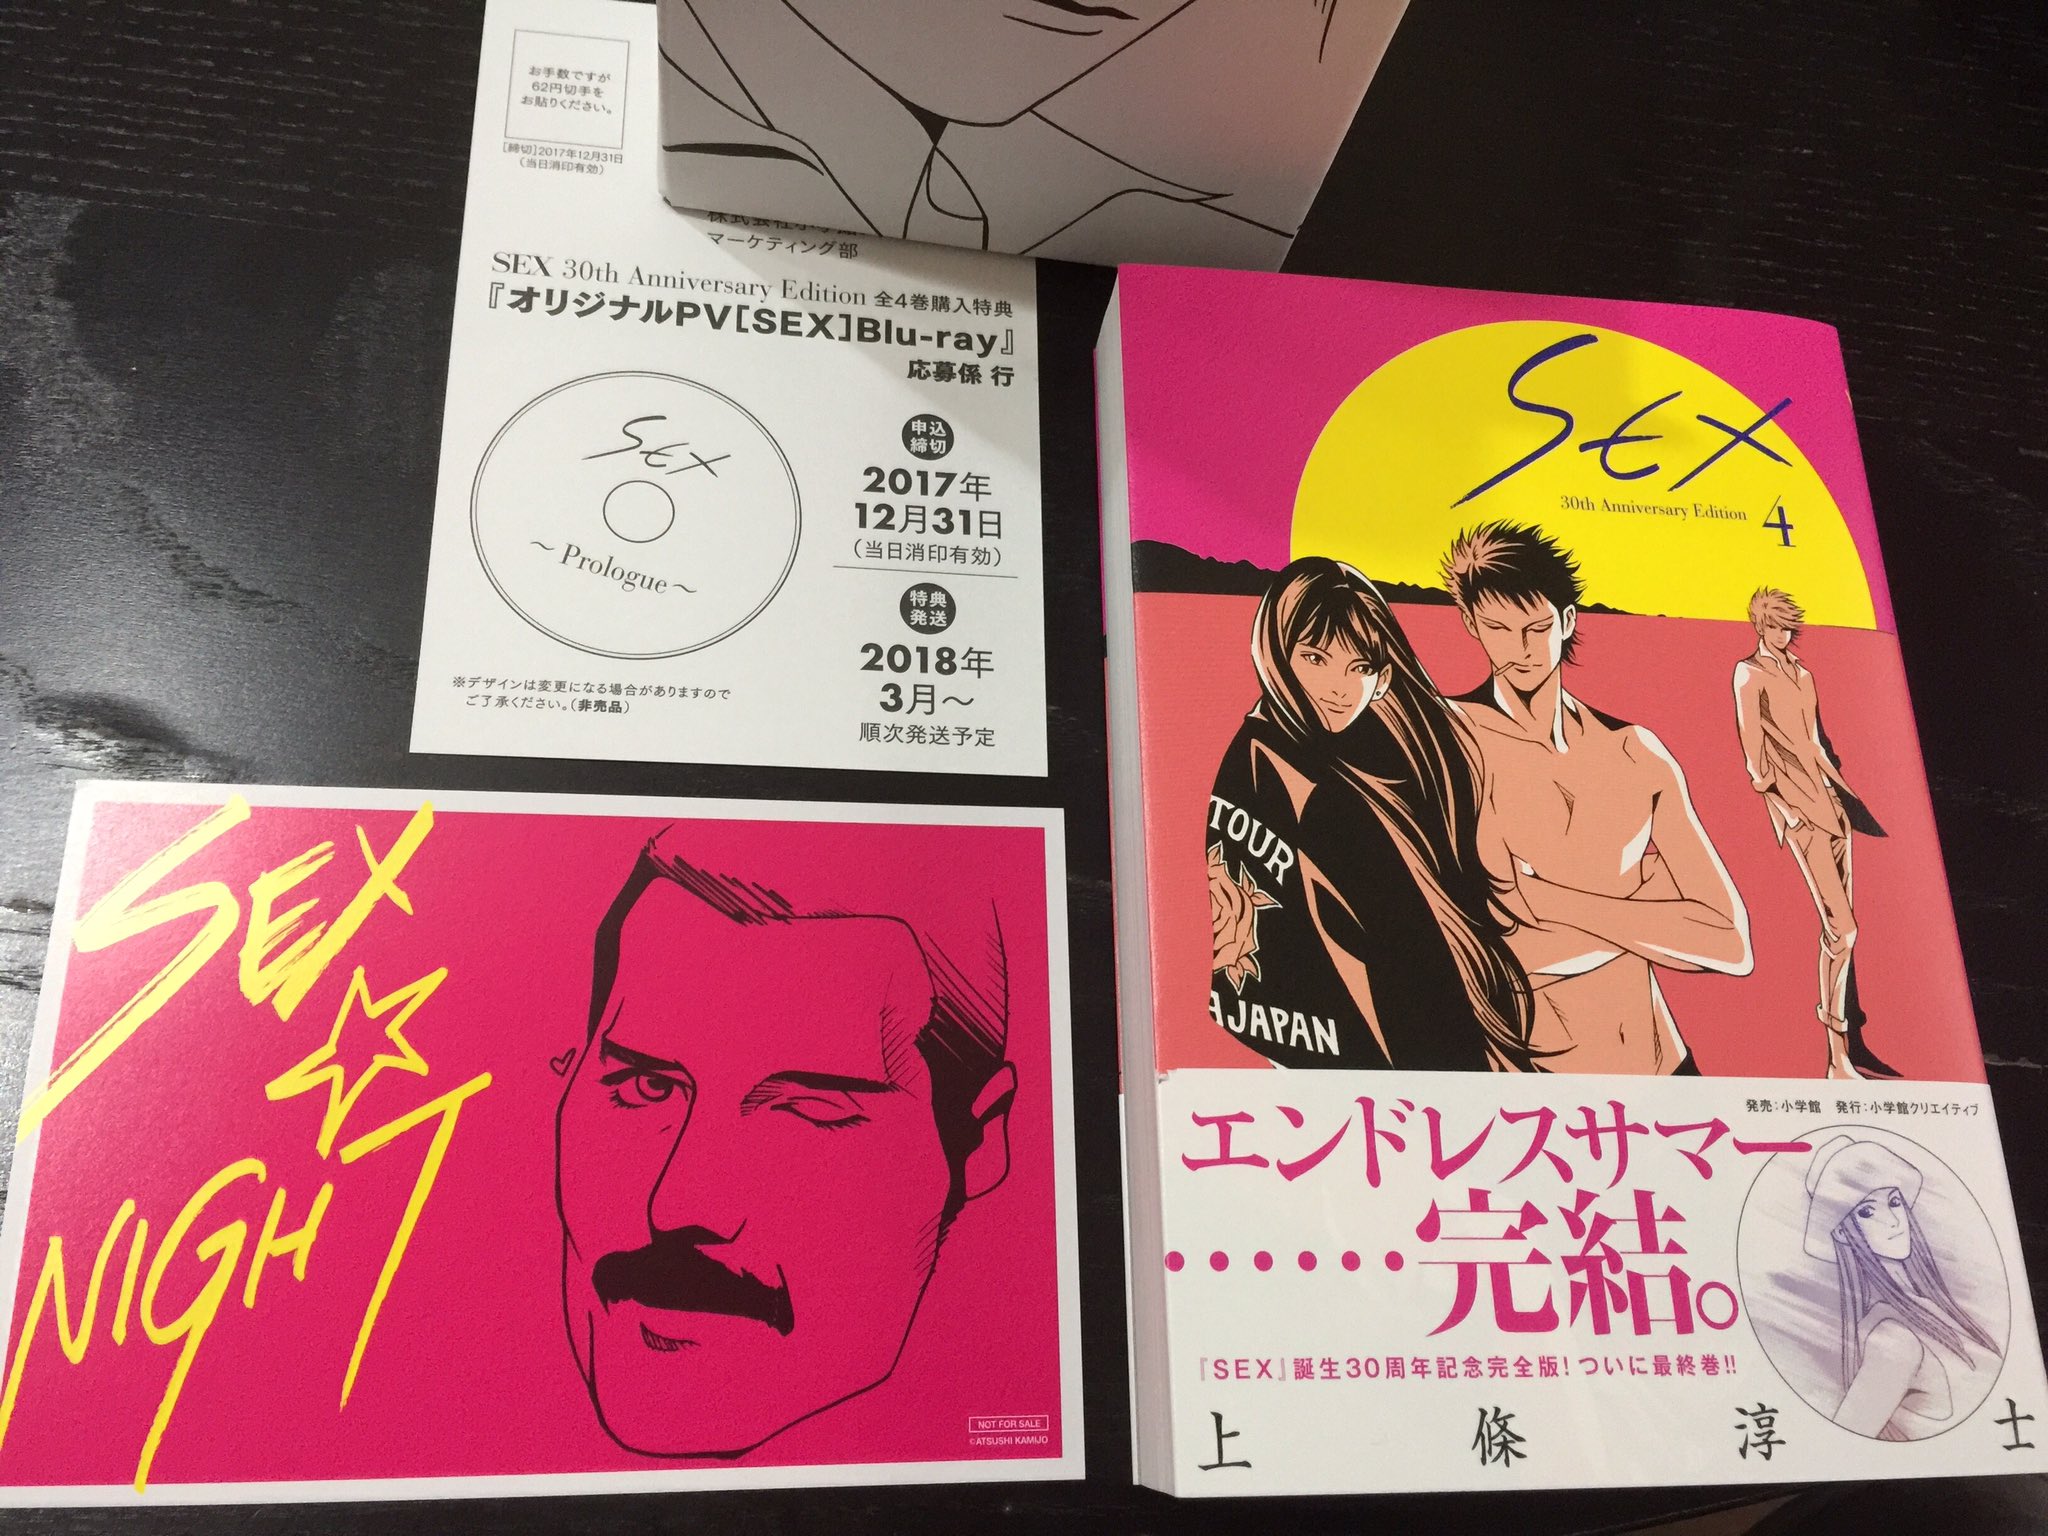 お手数ですが
62円切手を
お貼りください。
[締切]2017年12月31日
(当日消印有効)
マーケティング部
SEX 30th Anniversary Edition 全4巻購入特典
『オリジナルPV[SEX]Blu-ray』
応募係 行
SEX
~Prologue~
申込
締切
2017年
12月31日
(当日消印有効)
特典
発送
2018年
3月~
順次発送予定
※デザインは変更になる場合がありますので
ご了承ください。(非売品)
SEX
30th Anniversary Edition 4
TOUR
JAPAN
発売:小学館 発行:小学館クリエイティブ
エンドレスサマー
……完結。
『SEX』誕生30周年記念完全版!ついに最終巻!!
上條淳士
SEX
☆
NIGHT
NOT FOR SALE
©ATSUSHI KAMIJO